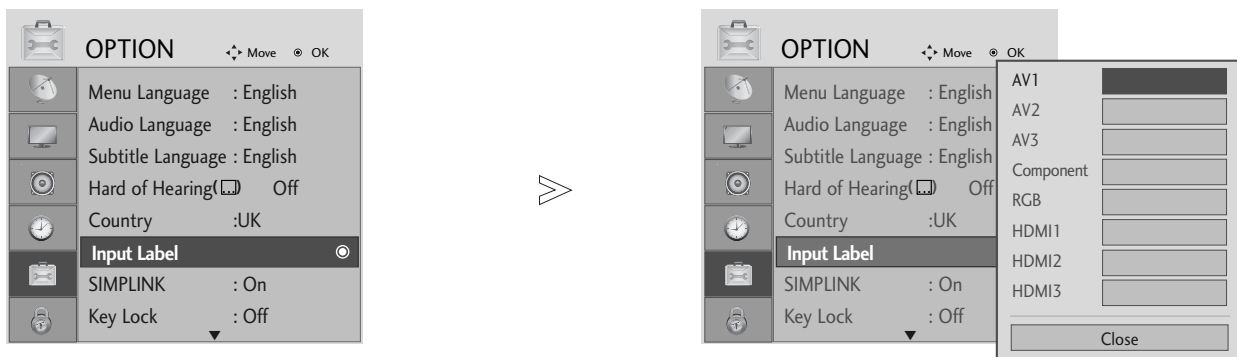 OPTION Move OK
Menu Language : English
Audio Language : English
Subtitle Language : English
Hard of Hearing( ) Off
Country :UK
Input Label
SIMPLINK : On
Key Lock : Off
OPTION Move OK
Menu Language : English
Audio Language : English
Subtitle Language : English
Hard of Hearing( ) Off
Country :UK
Input Label
SIMPLINK : On
Key Lock : Off
AV1
AV2
AV3
Component
RGB
HDMI1
HDMI2
HDMI3
Close